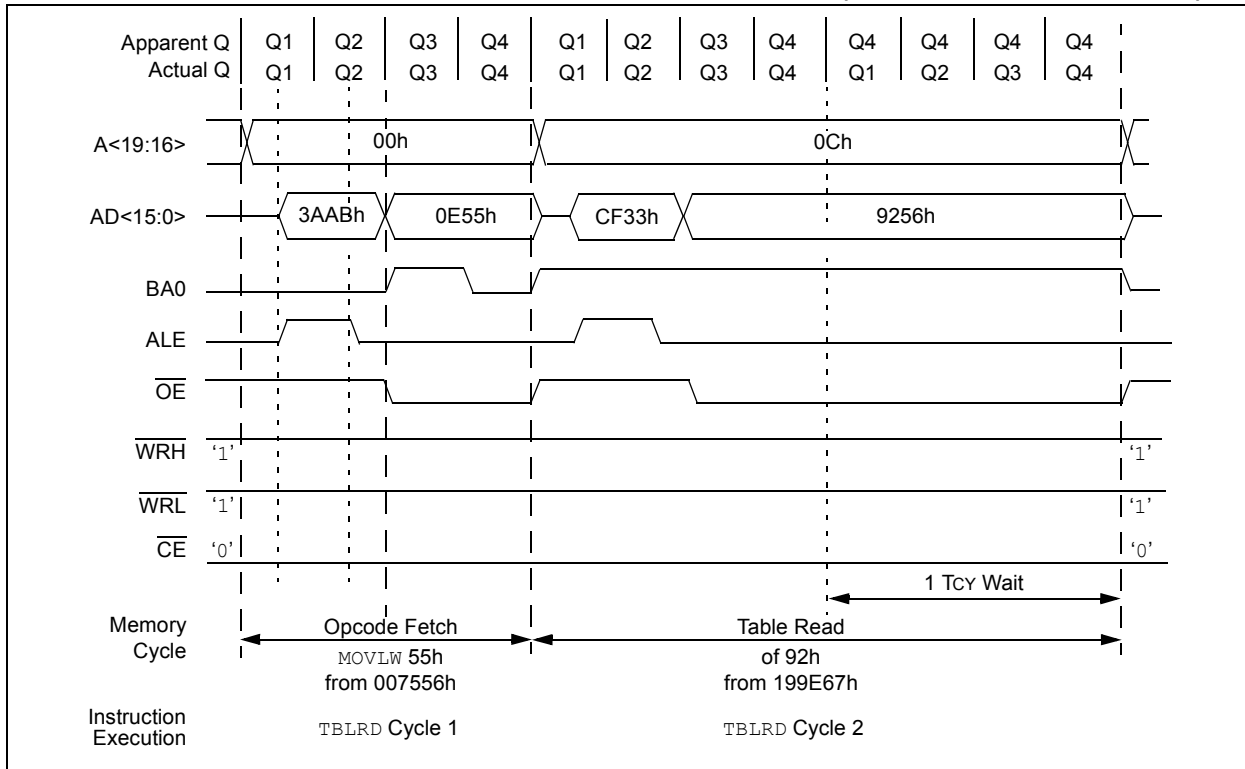 Apparent Q Q1 Q2 Q3 Q4 Q1 Q2 Q3 Q4 Q4 Q4 Q4 Q4
Actual Q Q1 Q2 Q3 Q4 Q1 Q2 Q3 Q4 Q1 Q2 Q3 Q4
A<19:16> 00h 0Ch
AD<15:0> 3AABh 0E55h CF33h 9256h
BA0
ALE
OE
WRH '1' '1'
WRL '1' '1'
CE '0' '0'
1 TCY Wait
Memory Cycle Opcode Fetch Table Read
MOVLW 55h of 92h
from 007556h from 199E67h
Instruction Execution TBLRD Cycle 1 TBLRD Cycle 2